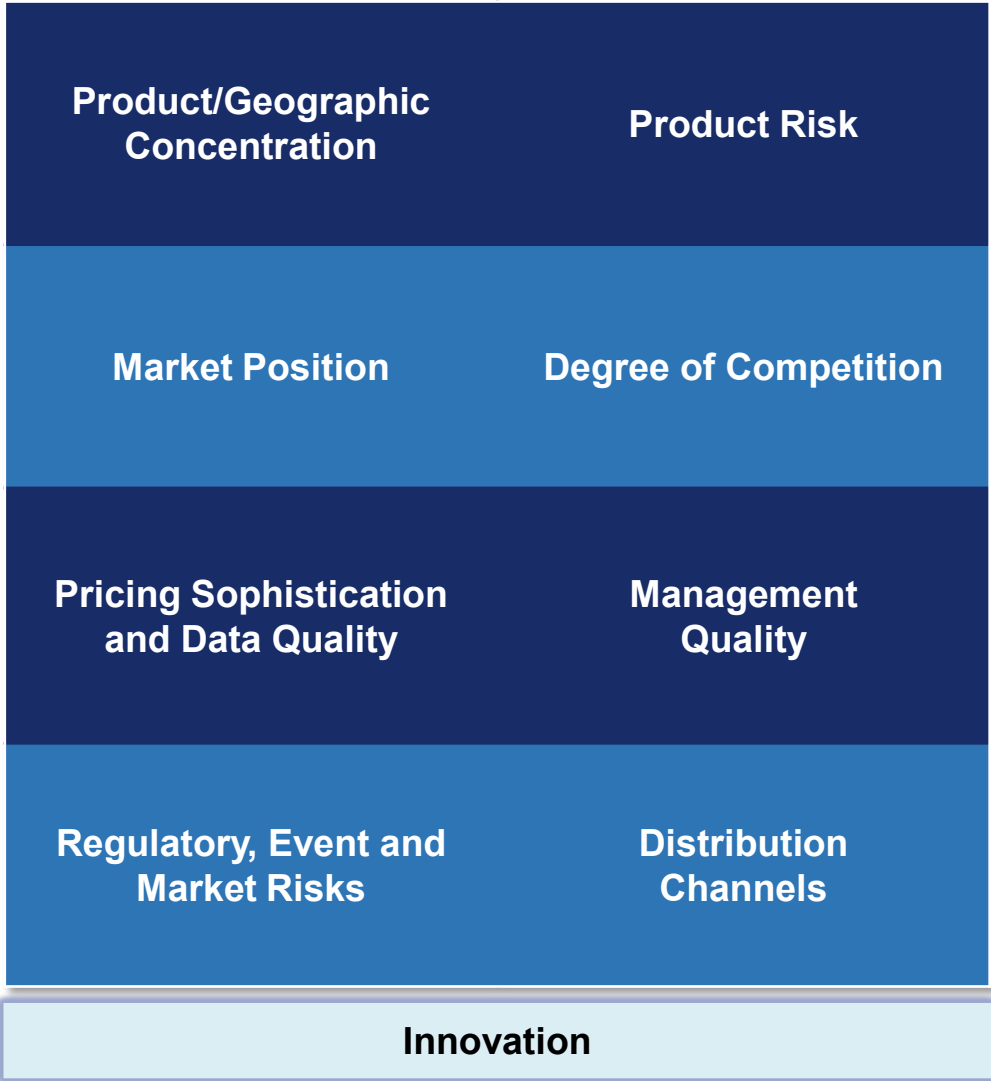 Product/Geographic
Concentration
Product Risk
Market Position
Degree of Competition
Pricing Sophistication
and Data Quality
Management
Quality
Regulatory, Event and
Market Risks
Distribution
Channels
Innovation